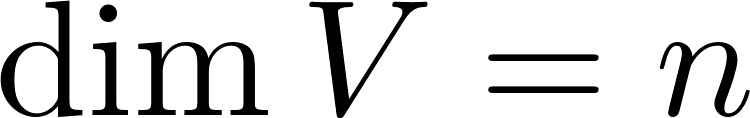 dim V = n